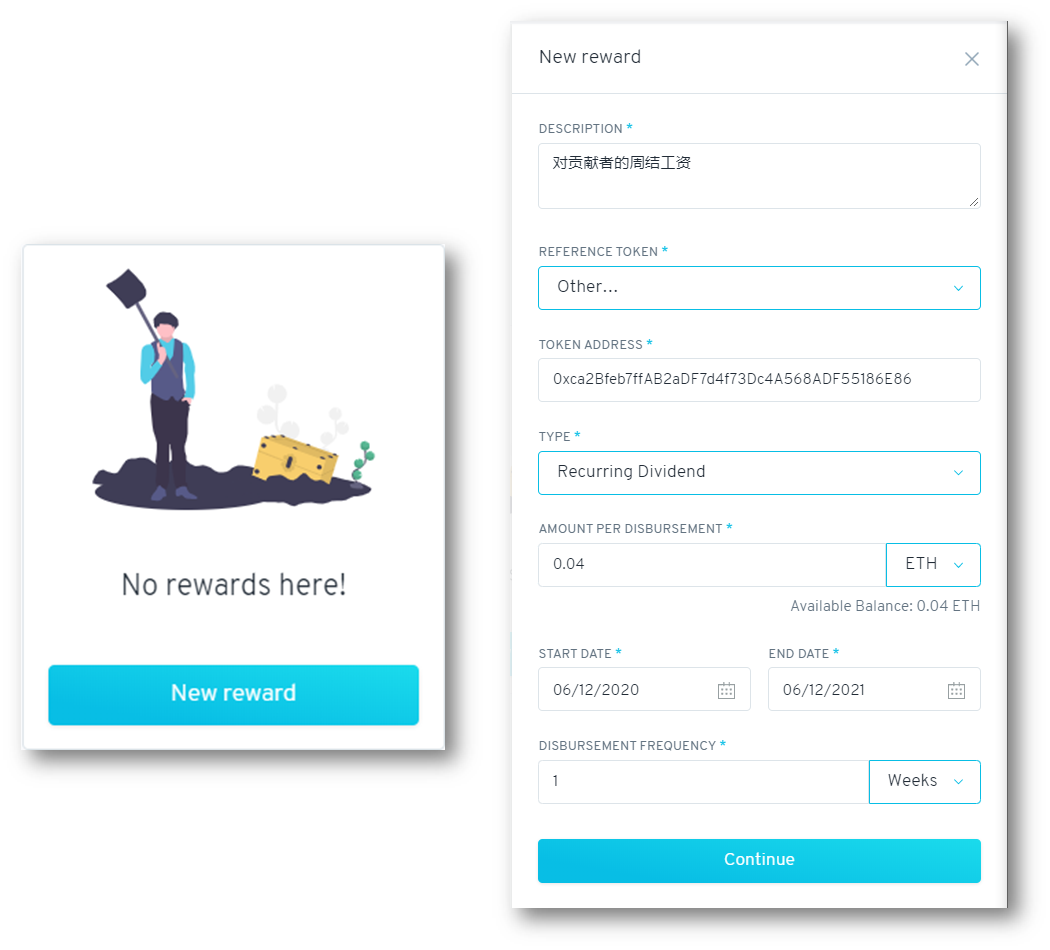 No rewards here!
New reward
New reward
DESCRIPTION *
对贡献者的周结工资
REFERENCE TOKEN *
Other...
TOKEN ADDRESS *
0xca2Bfeb7ffAB2aDF7d4f73Dc4A568ADF55186E86
TYPE *
Recurring Dividend
AMOUNT PER DISBURSEMENT *
0.04 ETH
Available Balance: 0.04 ETH
START DATE * END DATE *
06/12/2020 06/12/2021
DISBURSEMENT FREQUENCY *
1 Weeks
Continue